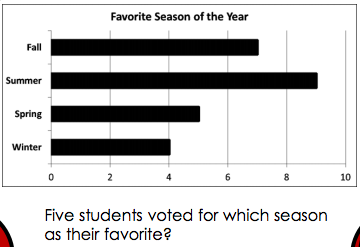 Favorite Season of the Year
Fall
Summer
Spring
Winter
0 2 4 6 8 10
Five students voted for which season
as their favorite?